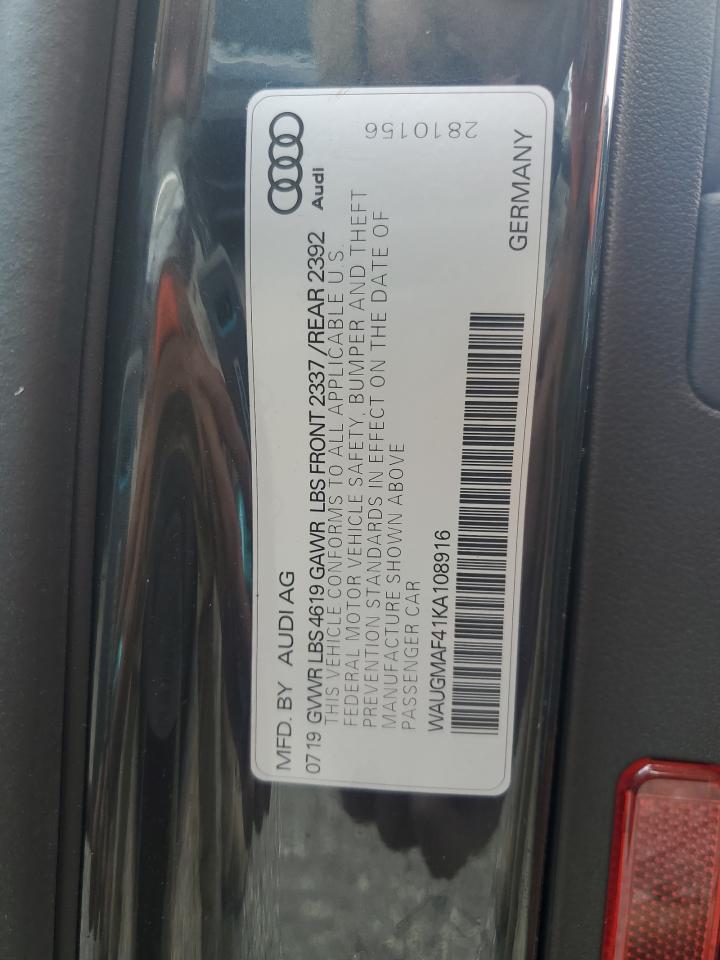 MFD. BY AUDI AG
Audi
0719 GVWR LBS 4619 GAWR LBS FRONT 2337 /REAR 2392
THIS VEHICLE CONFORMS TO ALL APPLICABLE U.S.
FEDERAL MOTOR VEHICLE SAFETY, BUMPER AND THEFT
PREVENTION STANDARDS IN EFFECT ON THE DATE OF
MANUFACTURE SHOWN ABOVE
PASSENGER CAR
WAUGMAF41KA108916
GERMANY
2810156